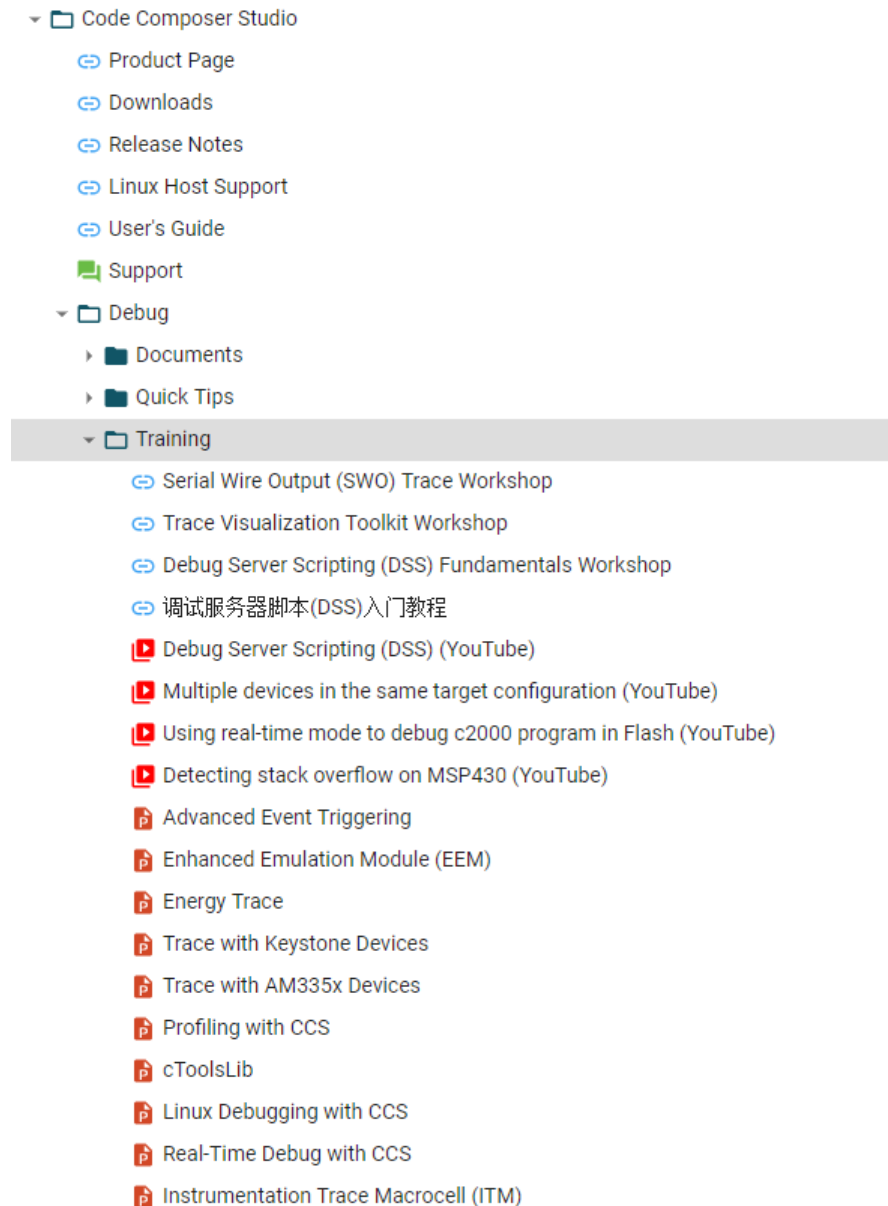 Code Composer Studio
Product Page
Downloads
Release Notes
Linux Host Support
User's Guide
Support
Debug
Documents
Quick Tips
Training
Serial Wire Output (SWO) Trace Workshop
Trace Visualization Toolkit Workshop
Debug Server Scripting (DSS) Fundamentals Workshop
调试服务器脚本(DSS)入门教程
Debug Server Scripting (DSS) (YouTube)
Multiple devices in the same target configuration (YouTube)
Using real-time mode to debug c2000 program in Flash (YouTube)
Detecting stack overflow on MSP430 (YouTube)
Advanced Event Triggering
Enhanced Emulation Module (EEM)
Energy Trace
Trace with Keystone Devices
Trace with AM335x Devices
Profiling with CCS
cToolsLib
Linux Debugging with CCS
Real-Time Debug with CCS
Instrumentation Trace Macrocell (ITM)